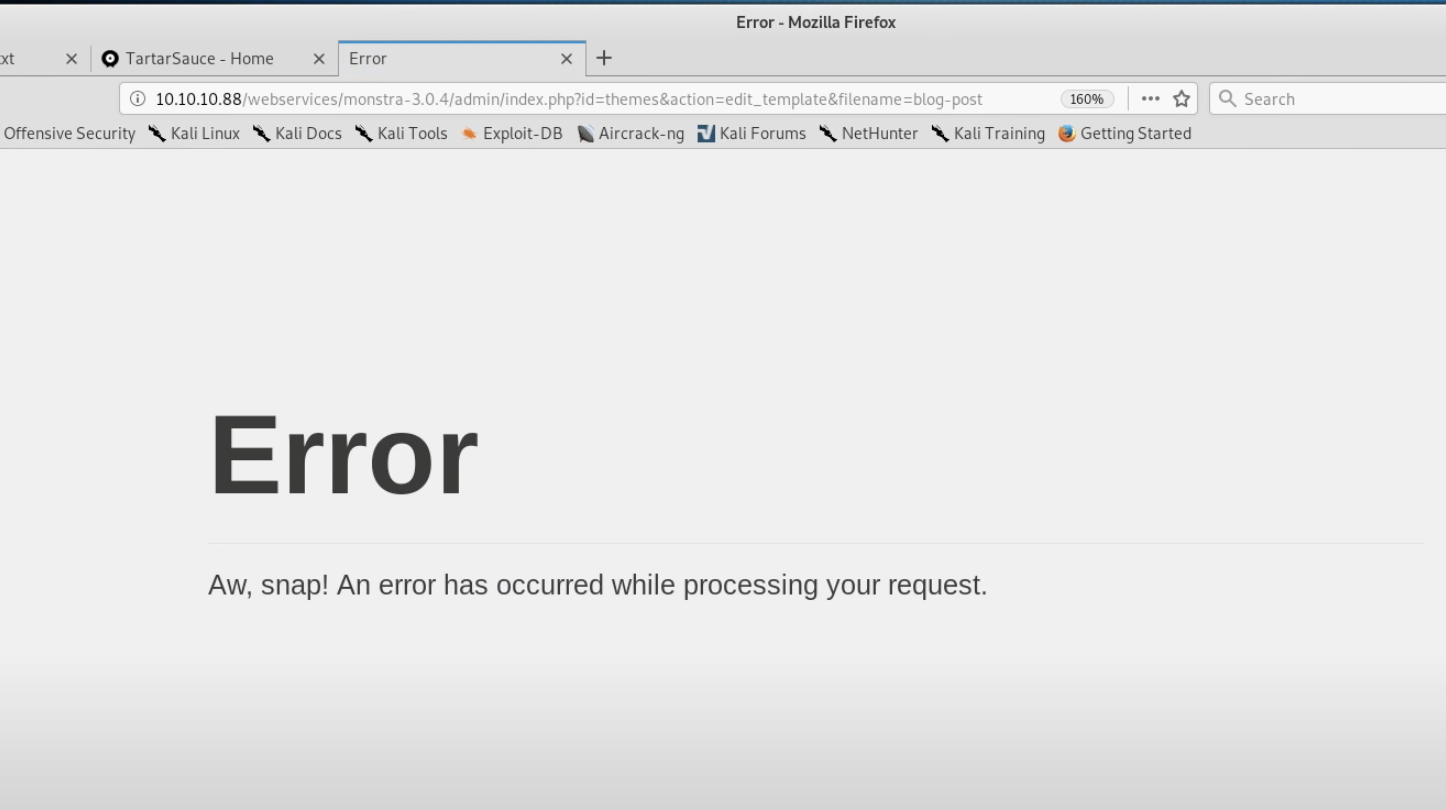 Error - Mozilla Firefox
xt TartarSauce - Home Error
10.10.10.88/webservices/monstra-3.0.4/admin/index.php?id=themes&action=edit_template&filename=blog-post 160% Search
Offensive Security Kali Linux Kali Docs Kali Tools Exploit-DB Aircrack-ng Kali Forums NetHunter Kali Training Getting Started
Error
Aw, snap! An error has occurred while processing your request.